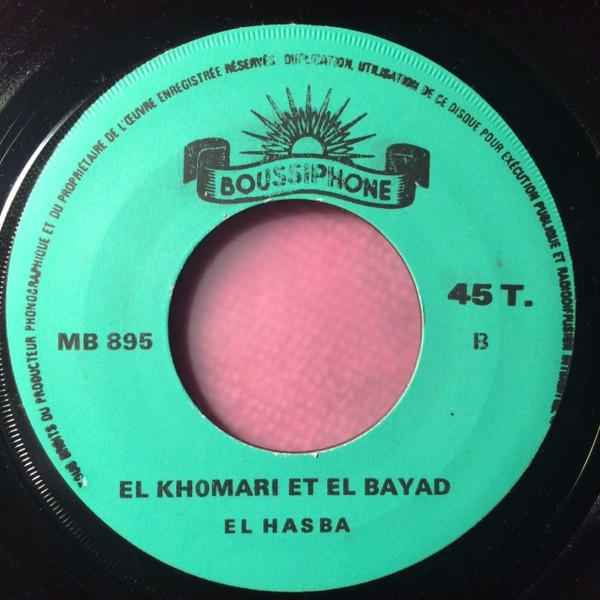 TOUS DROITS DU PRODUCTEUR PHONOGRAPHIQUE ET DU PROPRIÉTAIRE DE L'ŒUVRE ENREGISTRÉE RÉSERVÉS. DUPLICATION, UTILISATION DE CE DISQUE POUR EXÉCUTION PUBLIQUE ET RADIODIFFUSION
BOUSSIPHONE
45 T.
MB 895
B
EL KHOMARI ET EL BAYAD
EL HASBA